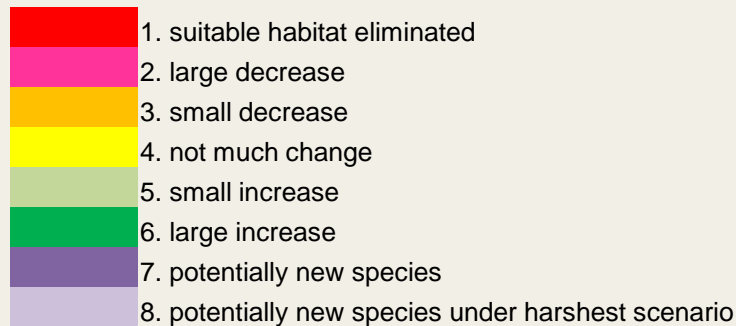 1. suitable habitat eliminated
2. large decrease
3. small decrease
4. not much change
5. small increase
6. large increase
7. potentially new species
8. potentially new species under harshest scenario